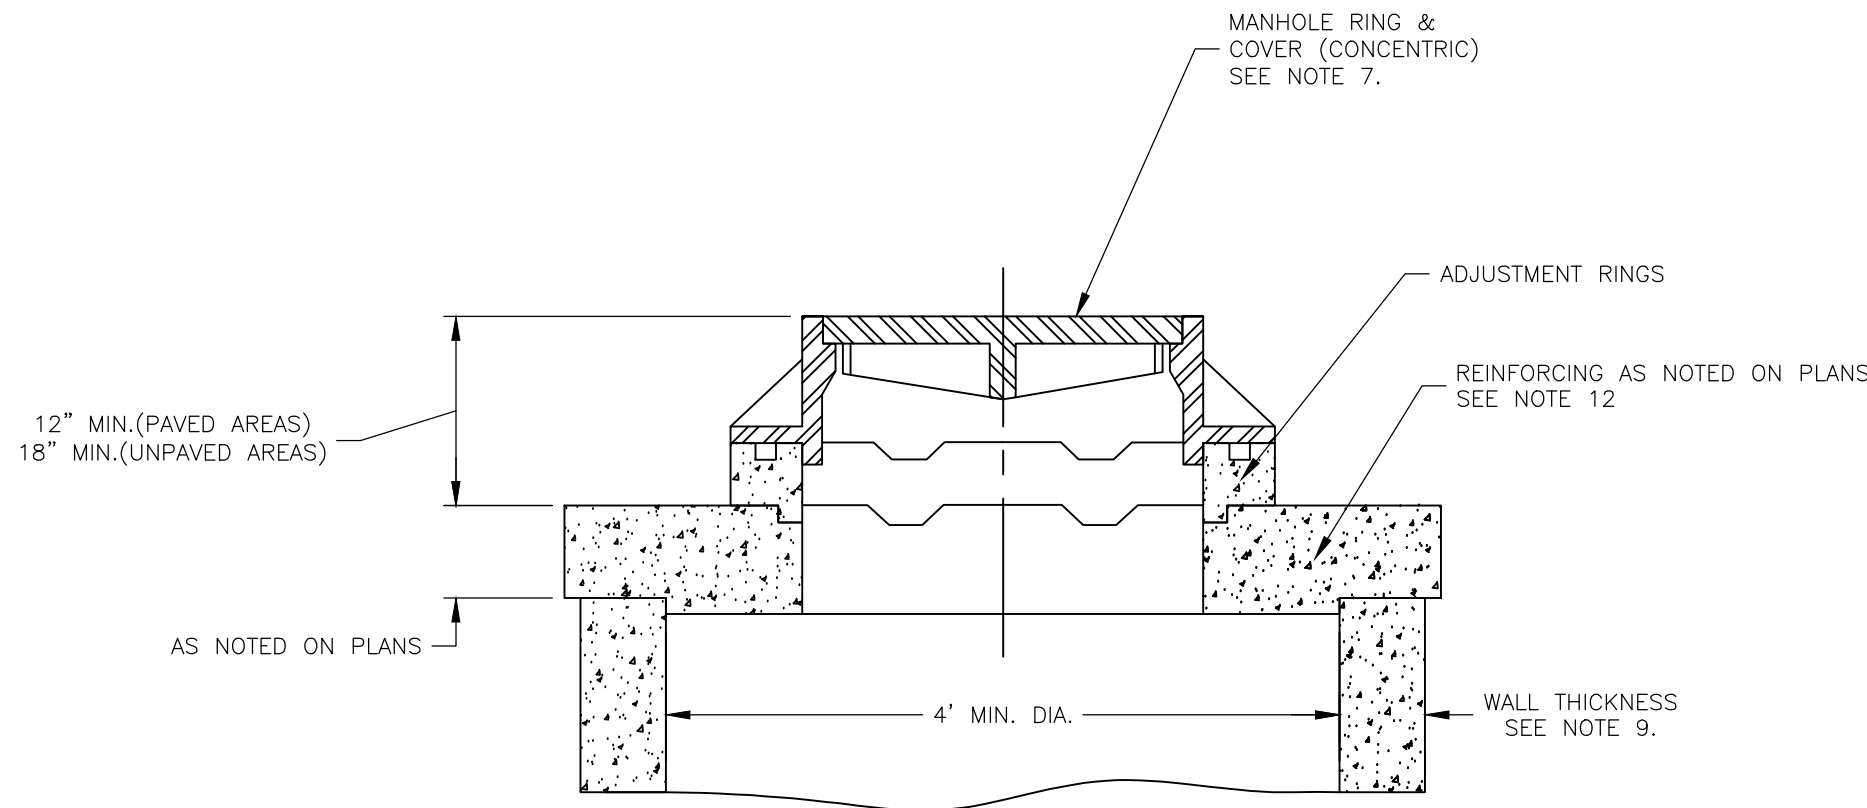 MANHOLE RING &
COVER (CONCENTRIC)
SEE NOTE 7.
ADJUSTMENT RINGS
REINFORCING AS NOTED ON PLANS
SEE NOTE 12
12" MIN.(PAVED AREAS)
18" MIN.(UNPAVED AREAS)
AS NOTED ON PLANS
4' MIN. DIA.
WALL THICKNESS
SEE NOTE 9.